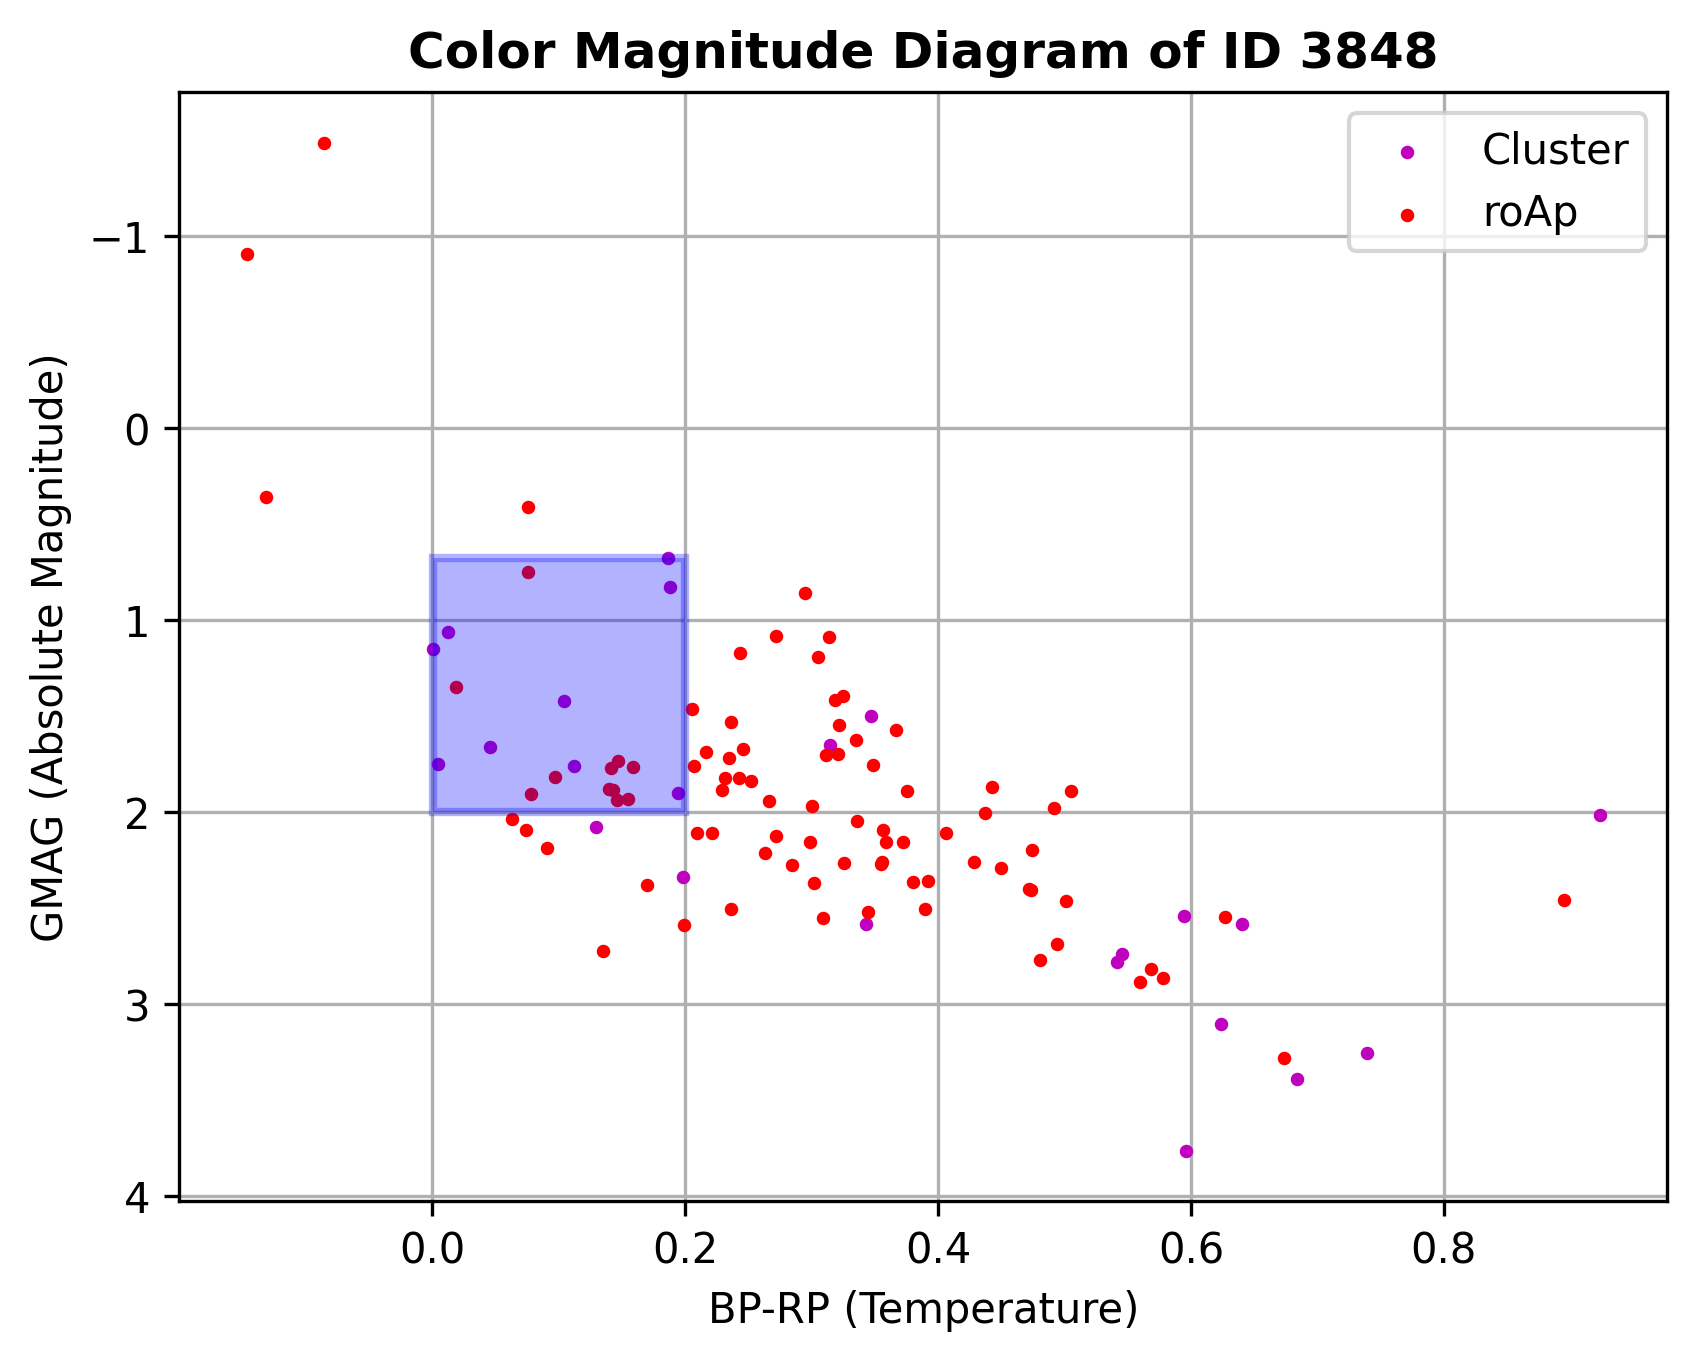 Color Magnitude Diagram of ID 3848
Cluster
roAp
GMAG (Absolute Magnitude)
−1
0
1
2
3
4
0.0 0.2 0.4 0.6 0.8
BP-RP (Temperature)